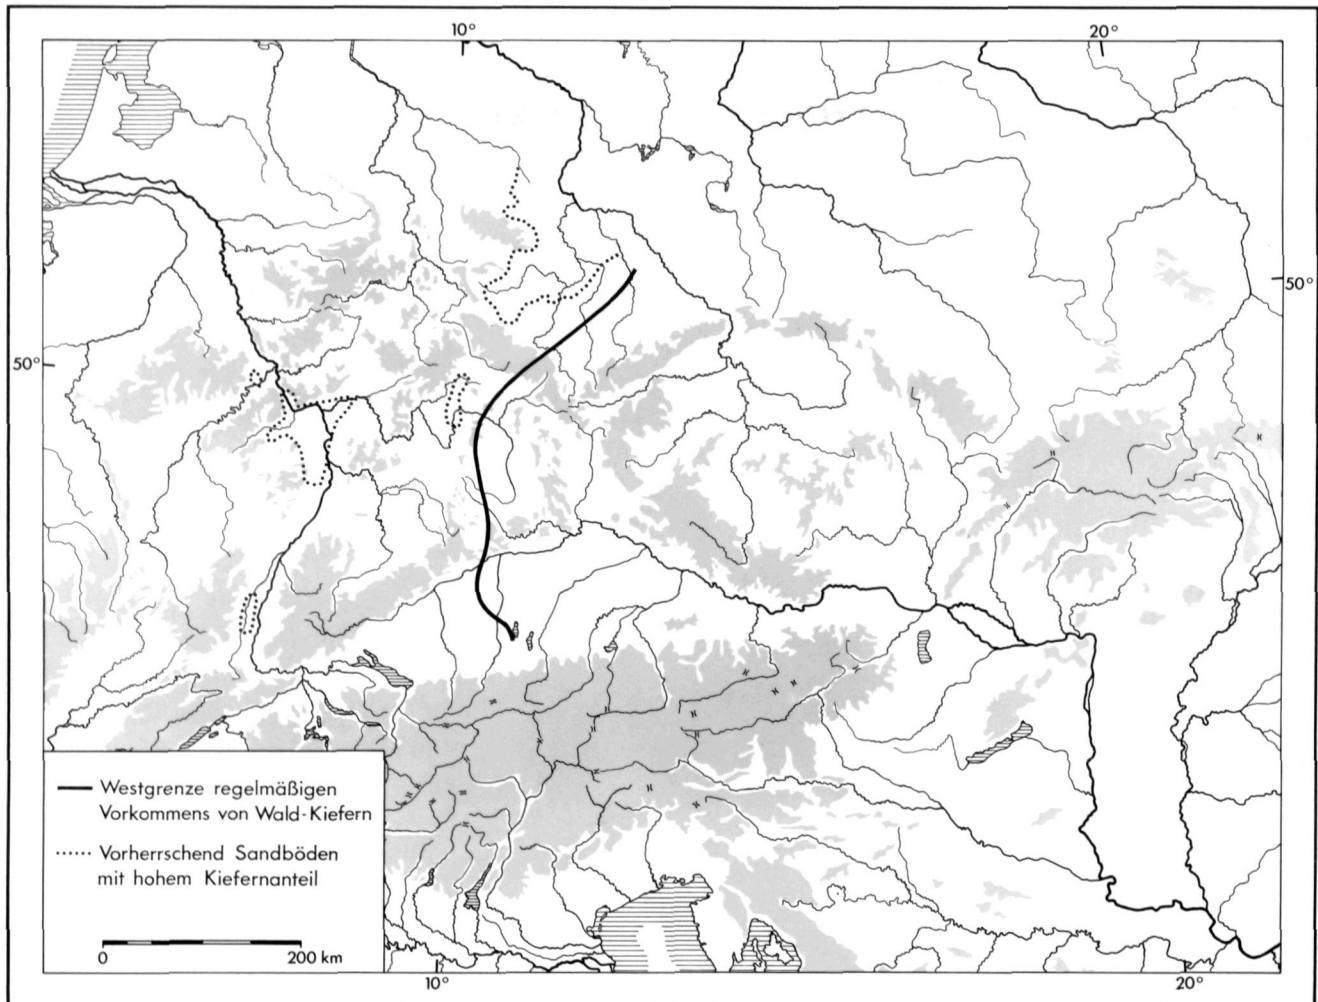 10°
20°
50°
50°
Westgrenze regelmäßigen
Vorkommens von Wald-Kiefern
Vorherrschend Sandböden
mit hohem Kiefernanteil
0
200 km
10°
20°